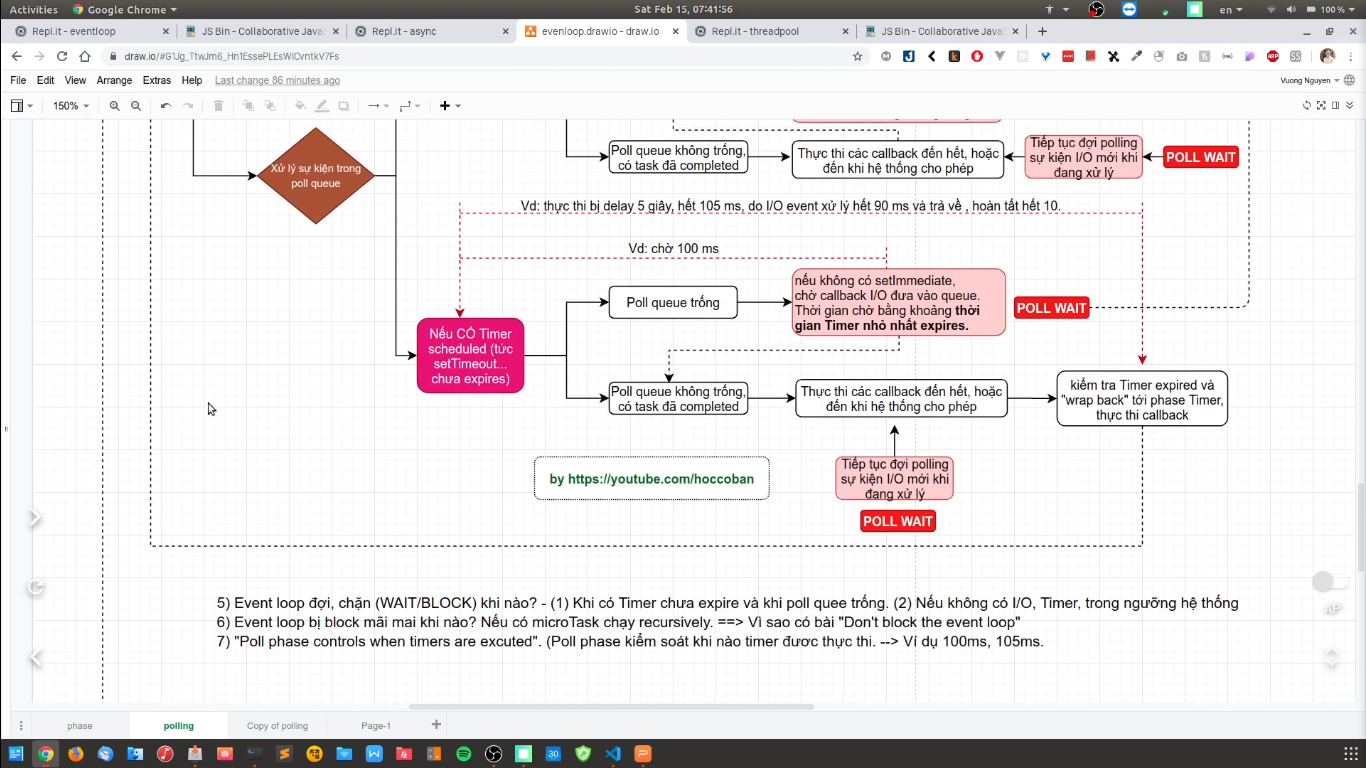 Activities
Google Chrome
Sat Feb 15, 07:41:56
en
100 %
Repl.it - eventloop
JS Bin - Collaborative Java
Repl.it - async
evenloop.drawio - draw.io
Repl.it - threadpool
JS Bin - Collaborative Java
draw.io/#G1Jg_TtwJm6_Hn1EssePLEsWICvntkV7Fs
File Edit View Arrange Extras Help Last change 86 minutes ago
Vuong Nguyen
150%
Xử lý sự kiện trong
poll queue
Poll queue không trống,
có task đã completed
Thực thi các callback đến hết, hoặc
đến khi hệ thống cho phép
Tiếp tục đợi polling
sự kiện I/O mới khi
đang xử lý
POLL WAIT
Vd: thực thi bị delay 5 giây, hết 105 ms, do I/O event xử lý hết 90 ms và trả về , hoàn tất hết 10.
Vd: chờ 100 ms
Poll queue trống
nếu không có setImmediate,
chờ callback I/O đưa vào queue.
Thời gian chờ bằng khoảng thời
gian Timer nhỏ nhất expires.
POLL WAIT
Nếu CÓ Timer
scheduled (tức
setTimeout...
chưa expires)
Poll queue không trống,
có task đã completed
Thực thi các callback đến hết, hoặc
đến khi hệ thống cho phép
kiểm tra Timer expired và
"wrap back" tới phase Timer,
thực thi callback
by https://youtube.com/hoccoban
Tiếp tục đợi polling
sự kiện I/O mới khi
đang xử lý
POLL WAIT
AP
5) Event loop đợi, chặn (WAIT/BLOCK) khi nào? - (1) Khi có Timer chưa expire và khi poll quee trống. (2) Nếu không có I/O, Timer, trong ngưỡng hệ thống
6) Event loop bị block mãi mai khi nào? Nếu có microTask chạy recursively. ==> Vì sao có bài "Don't block the event loop"
7) "Poll phase controls when timers are excuted". (Poll phase kiểm soát khi nào timer đươc thực thi. --> Ví dụ 100ms, 105ms.
phase
polling
Copy of polling
Page-1